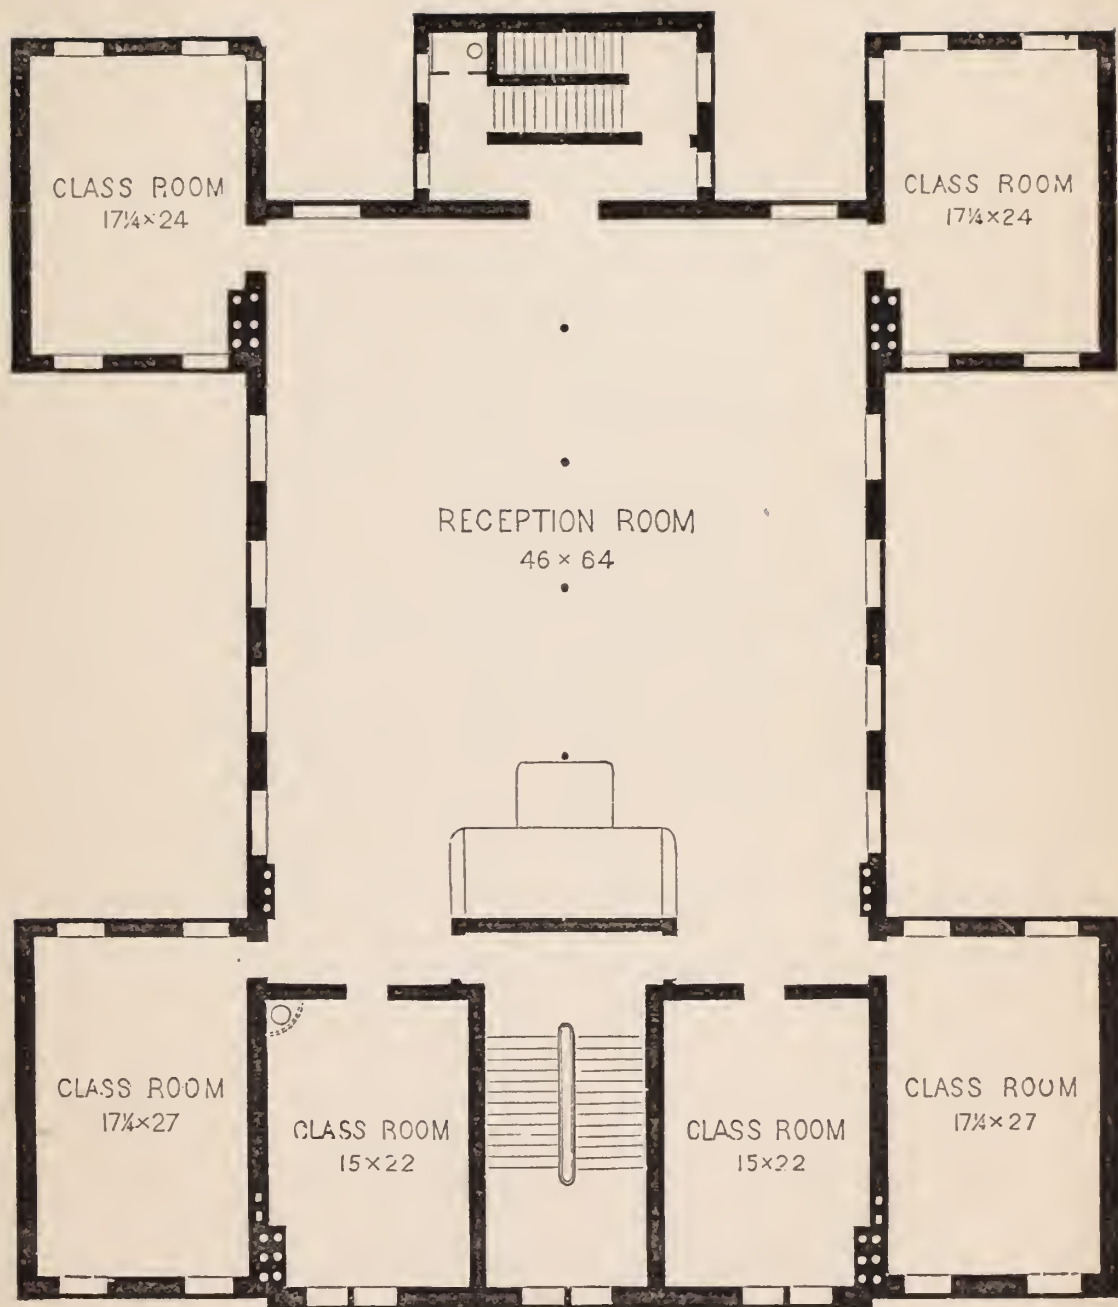 CLASS ROOM
17¼×24
CLASS ROOM
17¼×24
RECEPTION ROOM
46 × 64
CLASS ROOM
17¼×27
CLASS ROOM
15×22
CLASS ROOM
15×22
CLASS ROOM
17¼×27